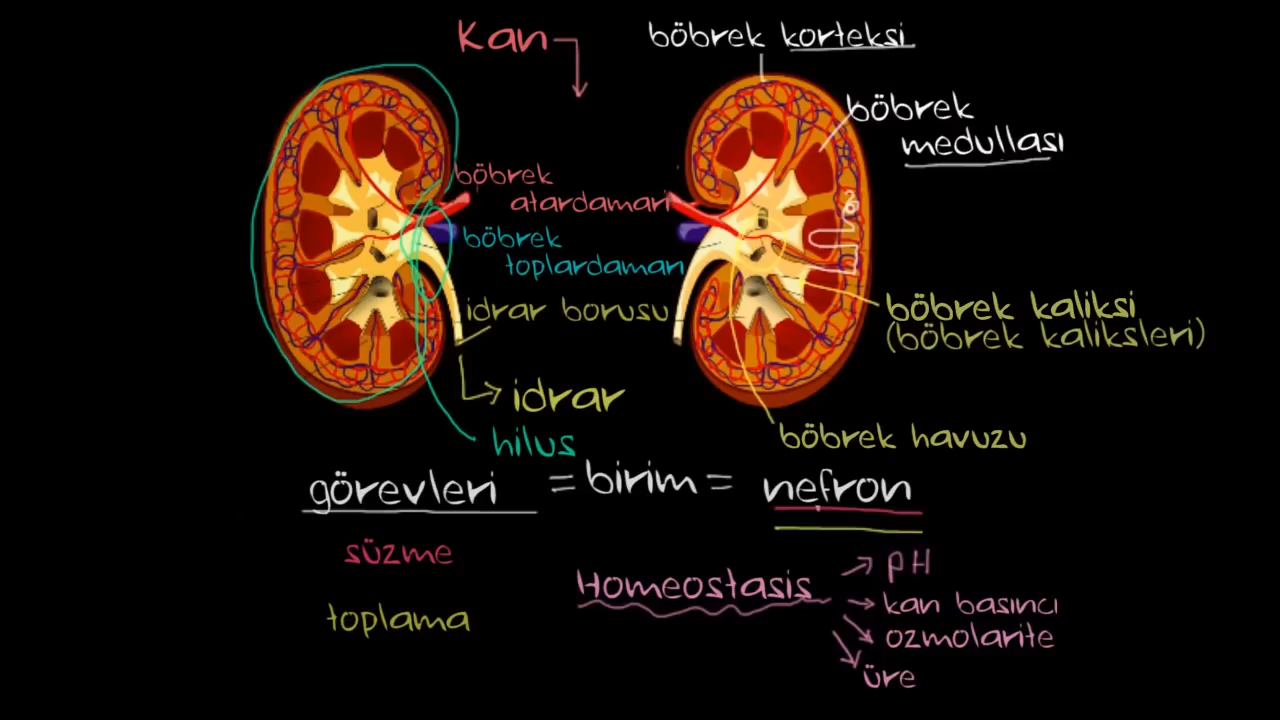 Kan
böbrek korteksi
böbrek
medullası
böbrek
atardamarı
böbrek
toplardamarı
idrar borusu
böbrek kaliksi
(böbrek kaliksleri)
idrar
hilus
böbrek havuzu
görevleri = birim = nefron
süzme
toplama
Homeostasis
pH
kan basıncı
ozmolarite
üre